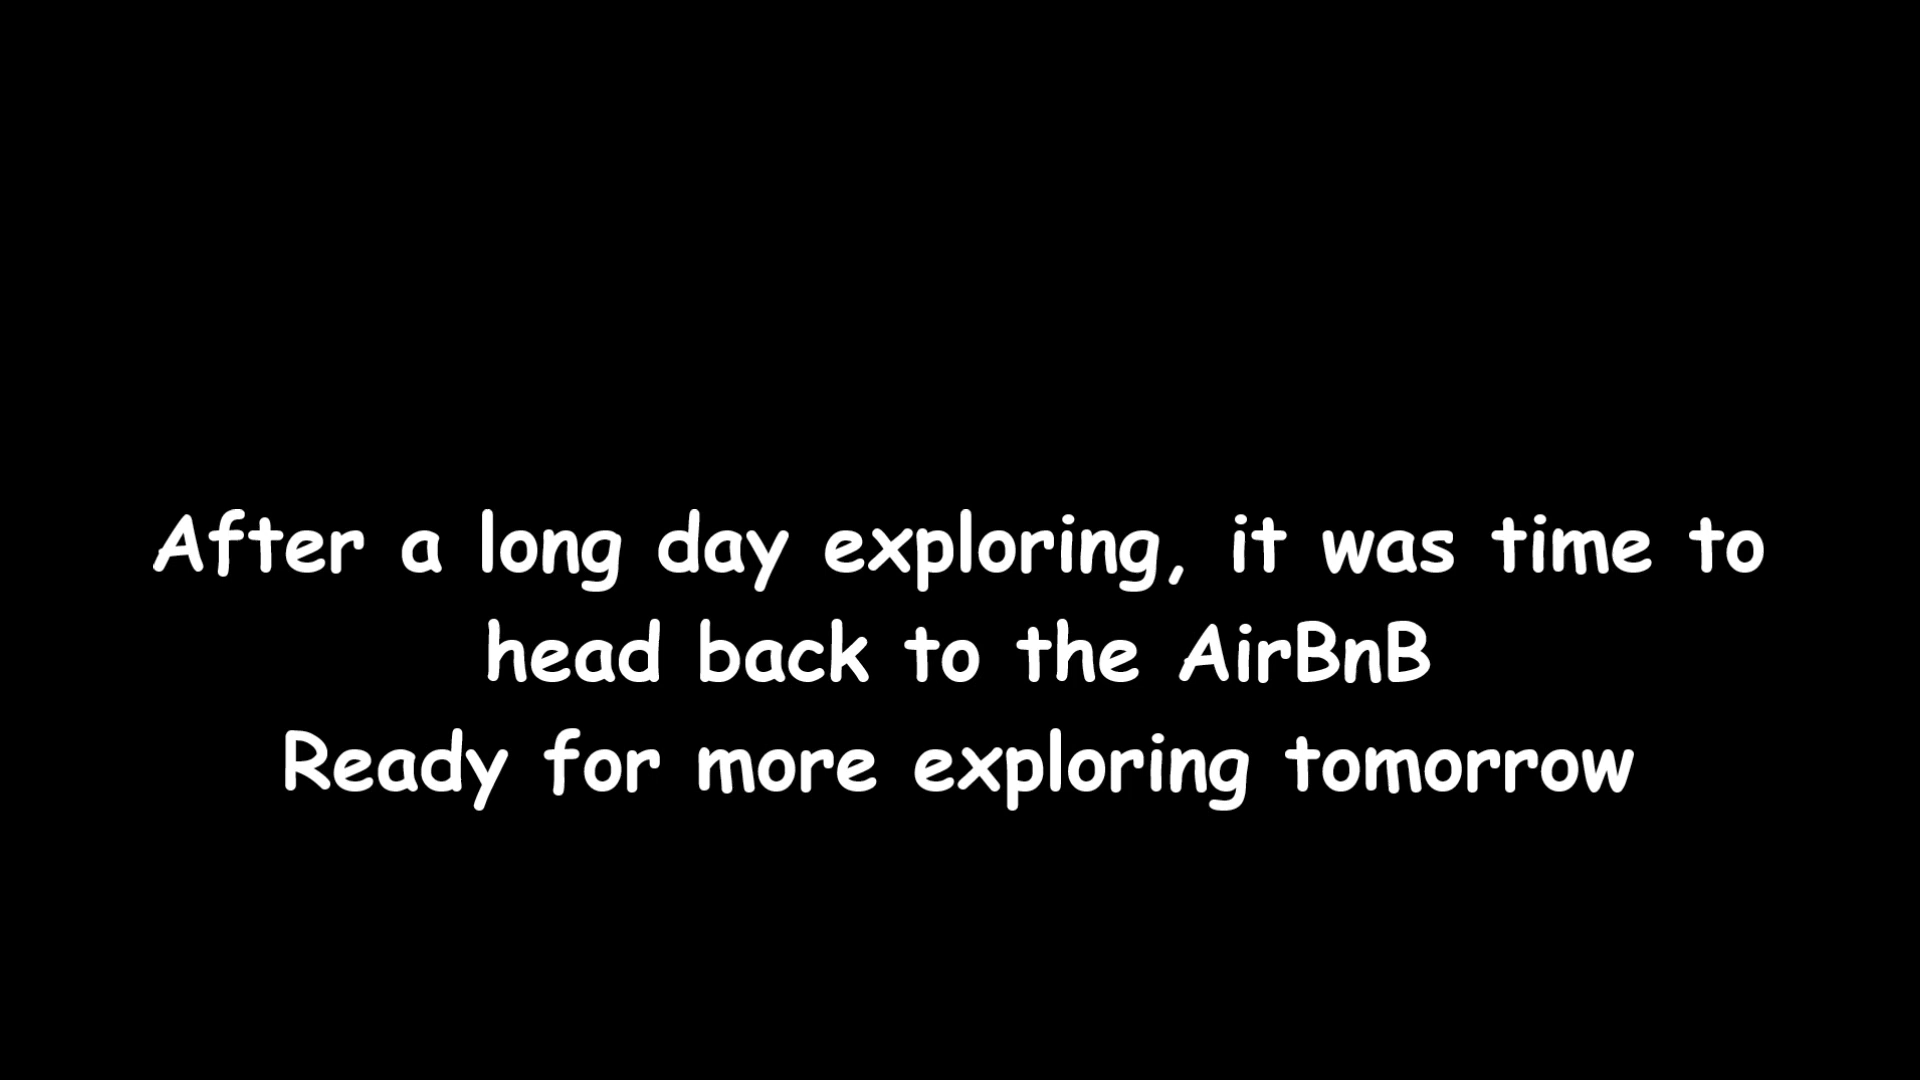 After a long day exploring, it was time to
head back to the AirBnB
Ready for more exploring tomorrow